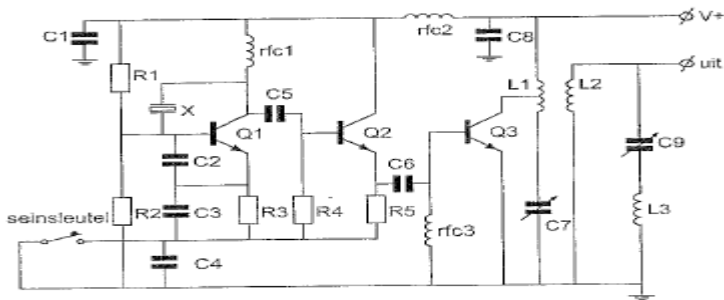 V+
C1
rfc1
rfc2
C8
uit
R1
C5
L1
L2
X
Q1
Q2
Q3
C9
C2
C6
R2
C3
R3
R4
R5
C7
L3
seinsleutel
rfc3
C4